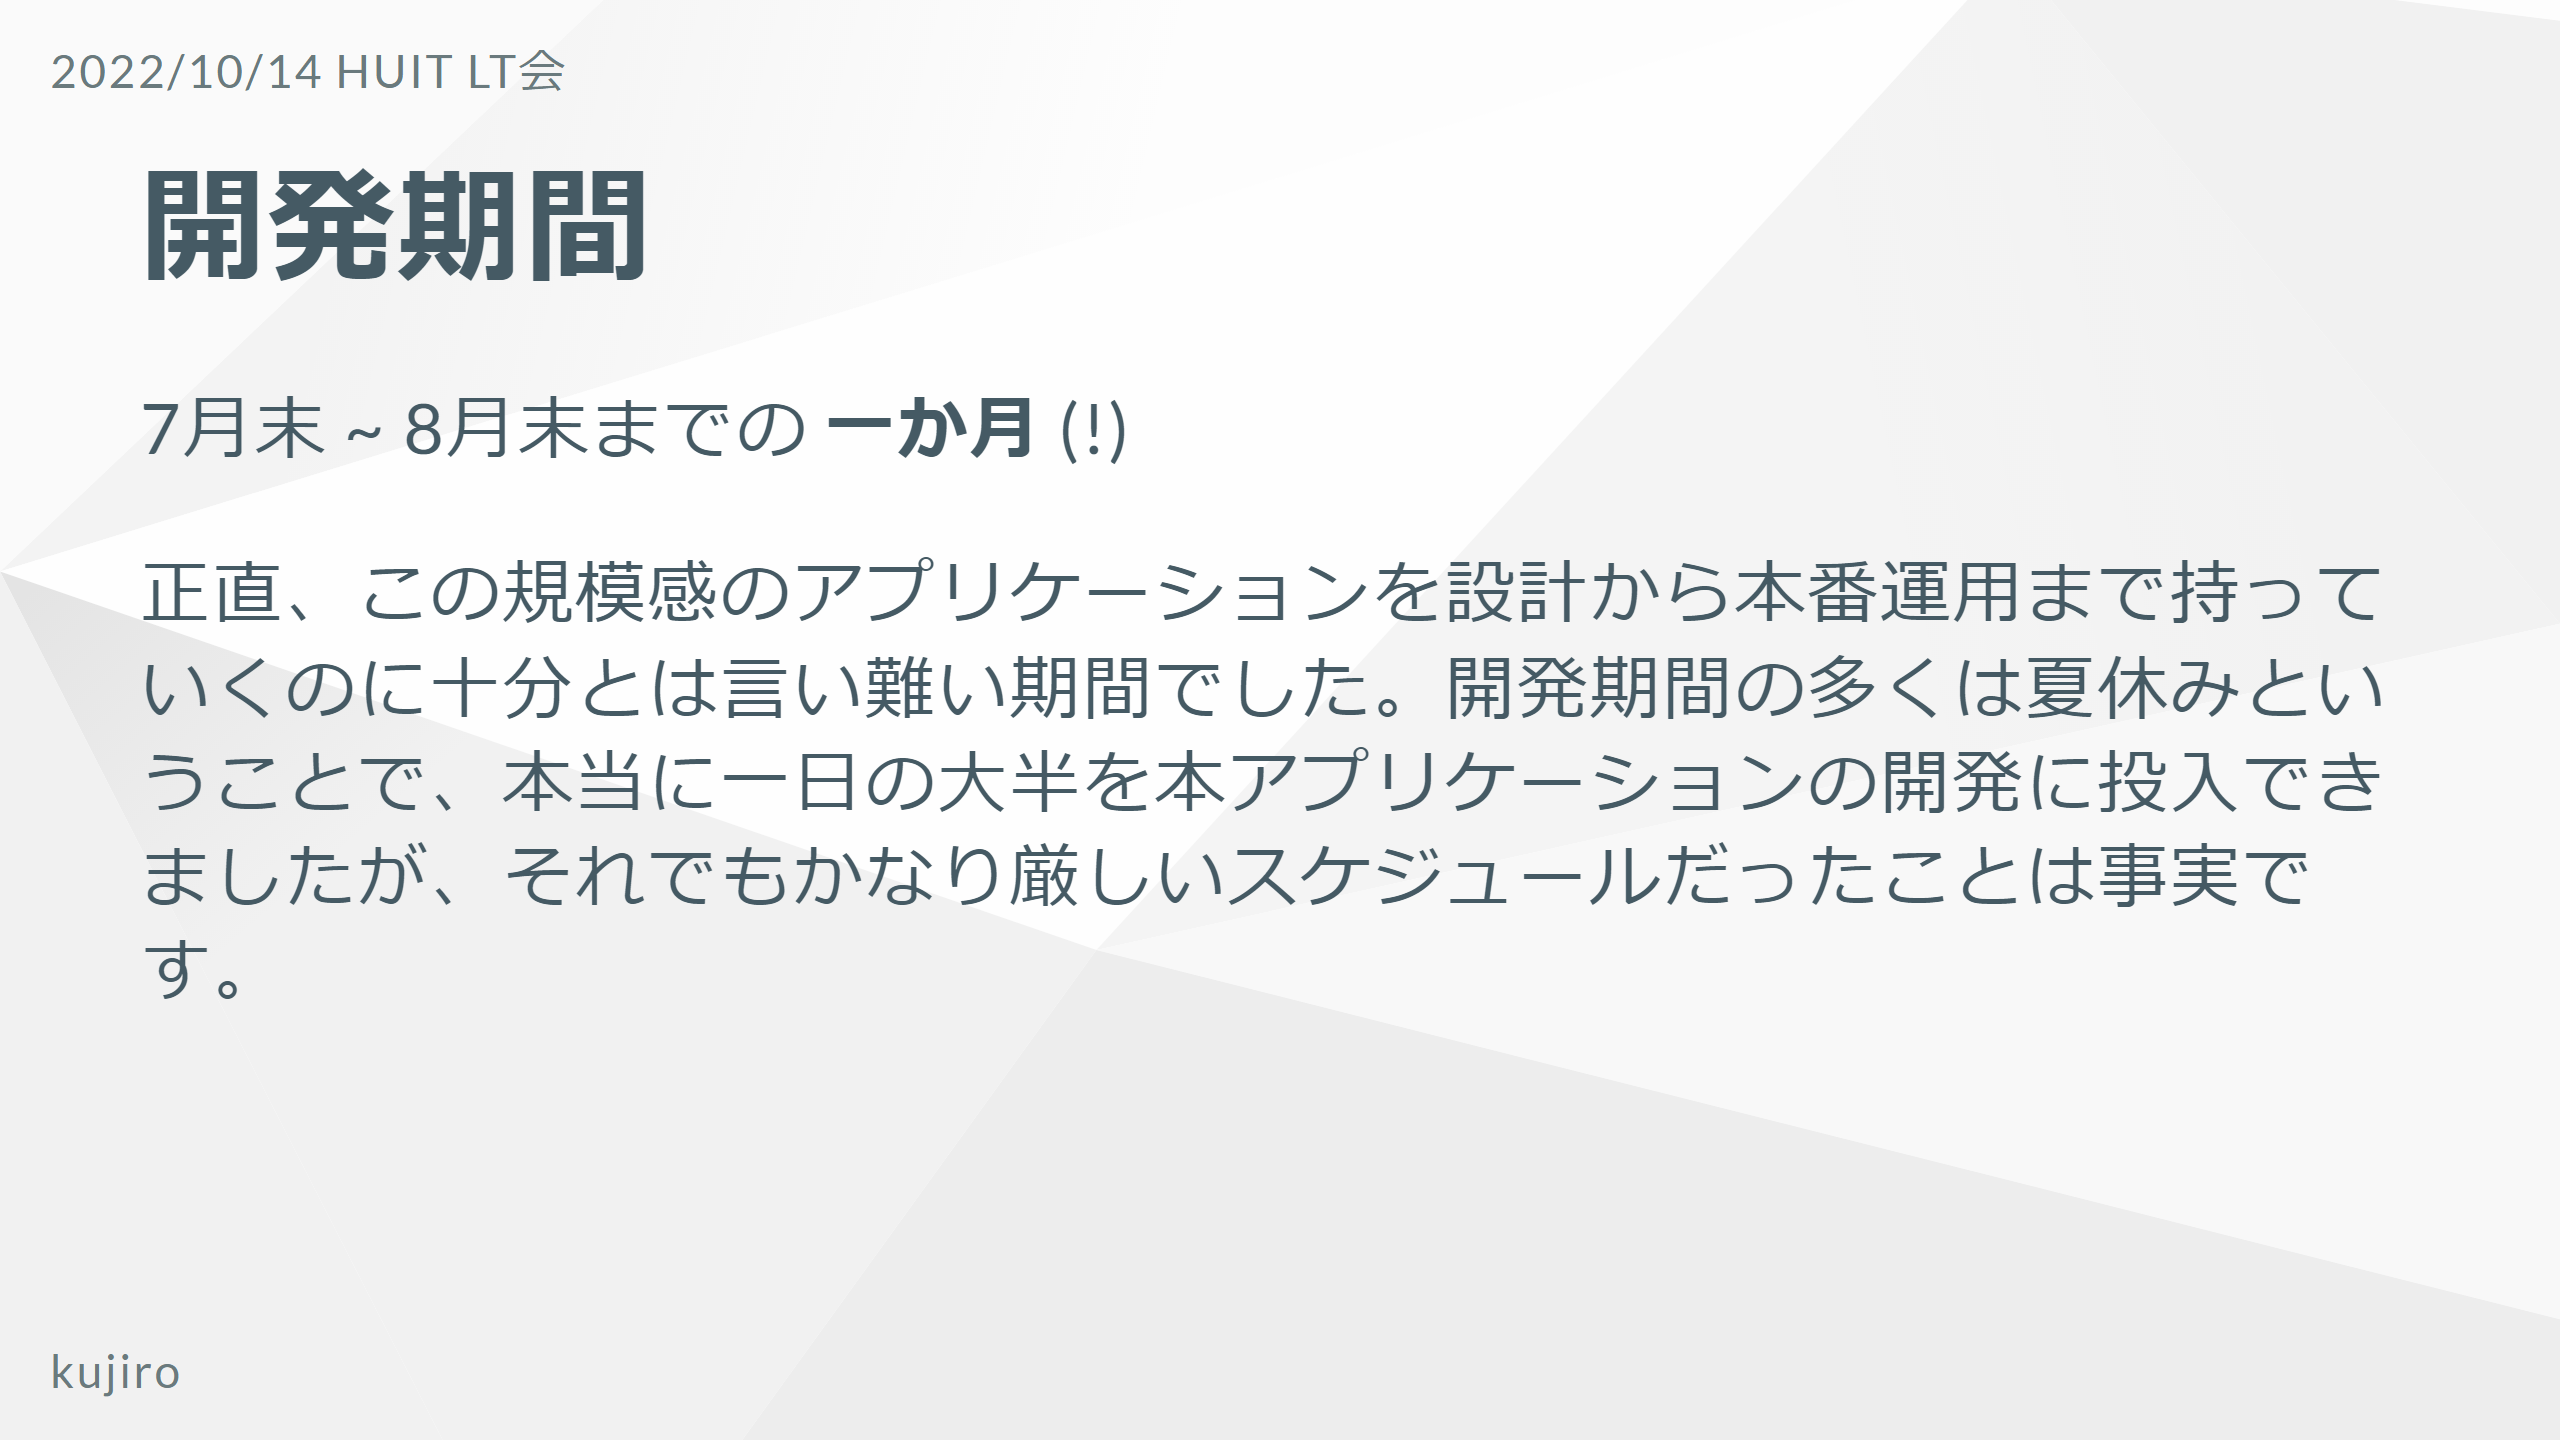 2022/10/14 HUIT LT会
開発期間
7月末 ~ 8月末までの 一か月 (!)
正直、この規模感のアプリケーションを設計から本番運用まで持って
いくのに十分とは言い難い期間でした。開発期間の多くは夏休みとい
うことで、本当に一日の大半を本アプリケーションの開発に投入でき
ましたが、それでもかなり厳しいスケジュールだったことは事実で
す。
kujiro